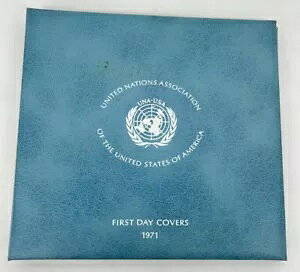 UNITED NATIONS ASSOCIATION
UNA-USA
OF THE UNITED STATES OF AMERICA
FIRST DAY COVERS
1971